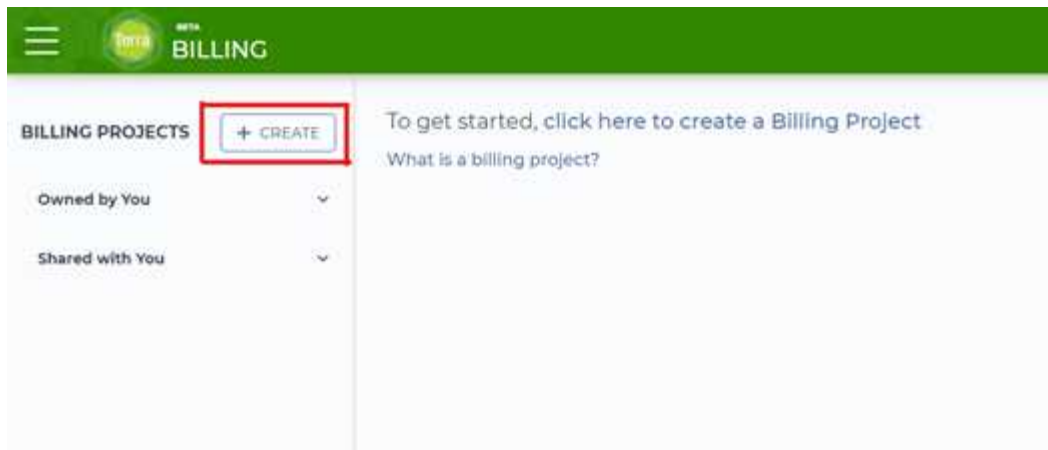 Terra
BETA
BILLING
BILLING PROJECTS
+ CREATE
Owned by You
Shared with You
To get started, click here to create a Billing Project
What is a billing project?